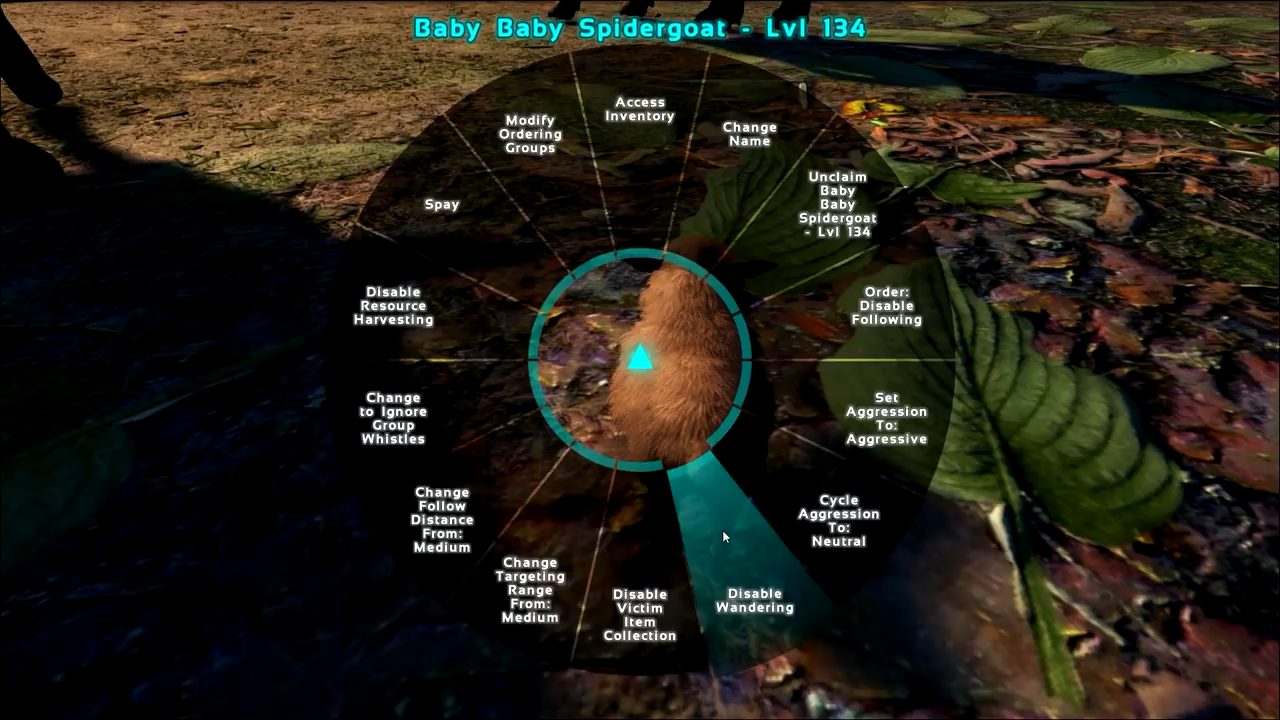 Baby Baby Spidergoat - Lvl 134
Access
Inventory
Change
Name
Unclaim
Baby
Baby
Spidergoat
- Lvl 134
Order:
Disable
Following
Set
Aggression
To:
Aggressive
Cycle
Aggression
To:
Neutral
Disable
Wandering
Disable
Victim
Item
Collection
Change
Targeting
Range
From:
Medium
Change
Follow
Distance
From:
Medium
Change
to Ignore
Group
Whistles
Disable
Resource
Harvesting
Spay
Modify
Ordering
Groups